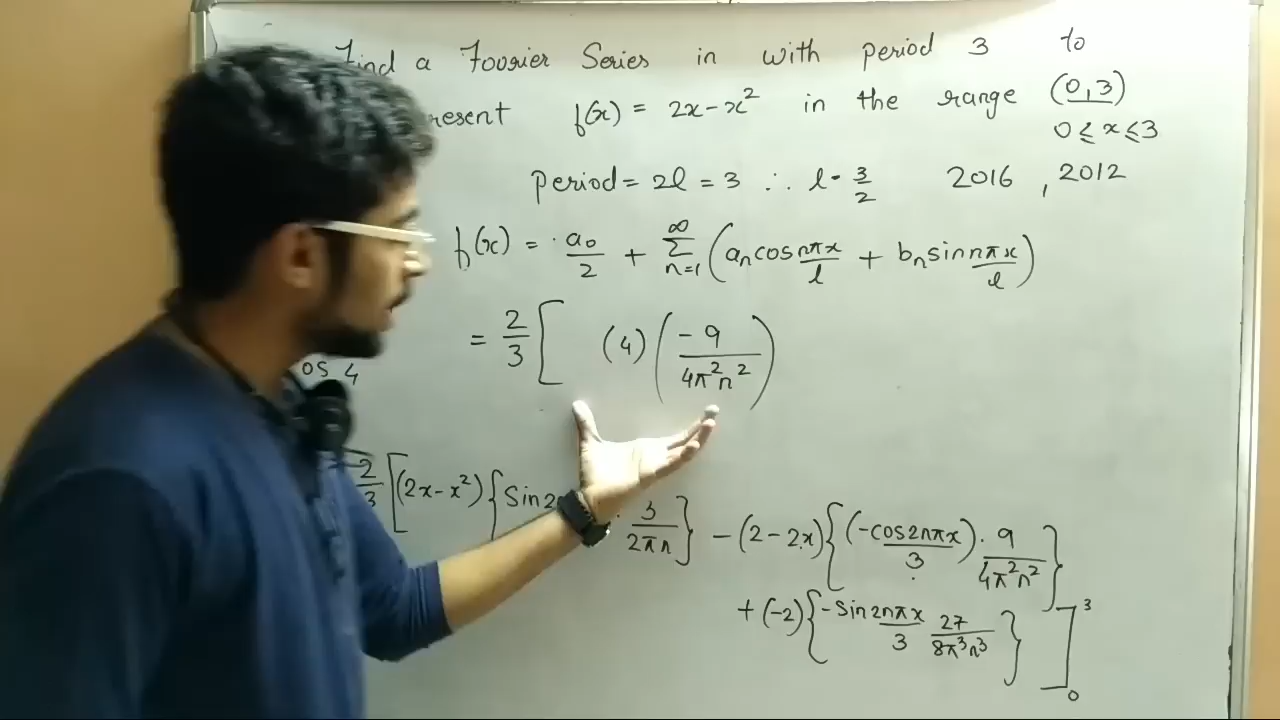 Find a Fourier Series in with period 3 to
resent f(x) = 2x-x² in the range (0,3)
0 ≤ x ≤ 3
Period = 2l = 3 ∴ l = 3/2 2016 , 2012
f(x) = a₀/2 + ∑_{n=1}^{∞} (aₙ cos nπx/l + bₙ sin nπx/l)
= 2/3 [ (4) (-9/4π²n²)
os 4
2/3 [(2x-x²) {Sin2 · 3/2πn} - (2-2x) {(-cos2nπx/3) · 9/4π²n²}
+ (-2) {-sin2nπx/3 27/8π³n³} ]₀³